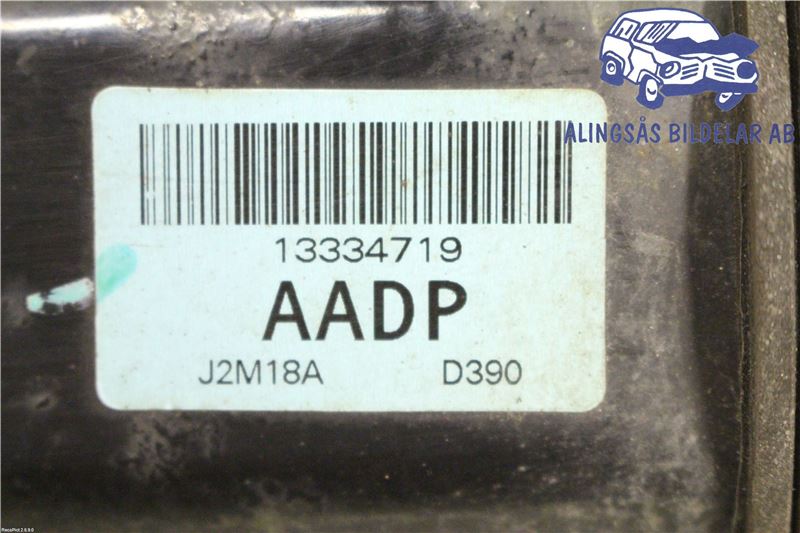 ALINGSÅS BILDELAR AB
13334719
AADP
J2M18A D390